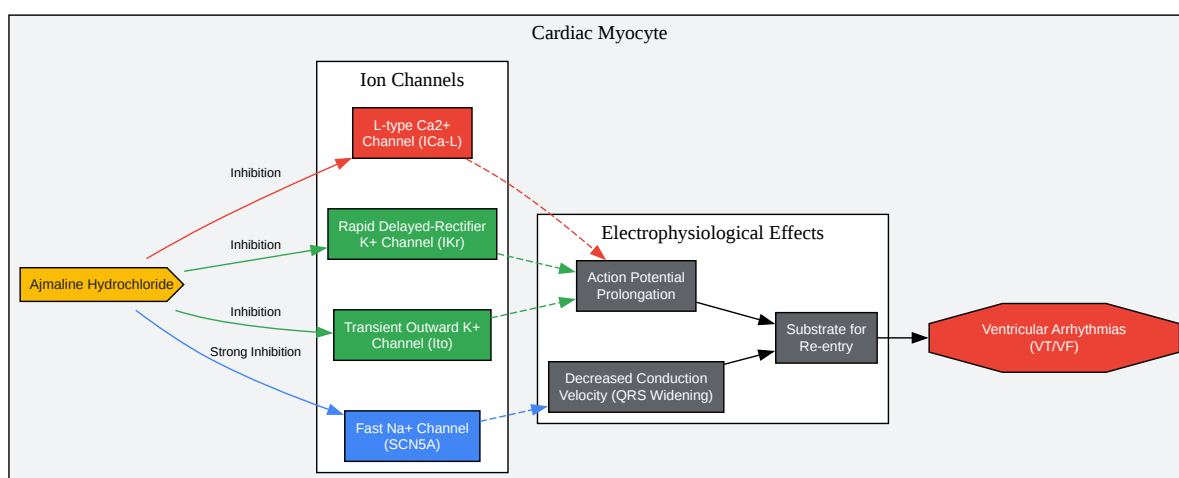 Cardiac Myocyte
Ion Channels
L-type Ca2+
Channel (ICa-L)
Inhibition
Rapid Delayed-Rectifier
K+ Channel (IKr)
Inhibition
Electrophysiological Effects
Action Potential
Prolongation
Ajmaline Hydrochloride
Inhibition
Transient Outward K+
Channel (Ito)
Strong Inhibition
Substrate for
Re-entry
Ventricular Arrhythmias
(VT/VF)
Decreased Conduction
Velocity (QRS Widening)
Fast Na+ Channel
(SCN5A)